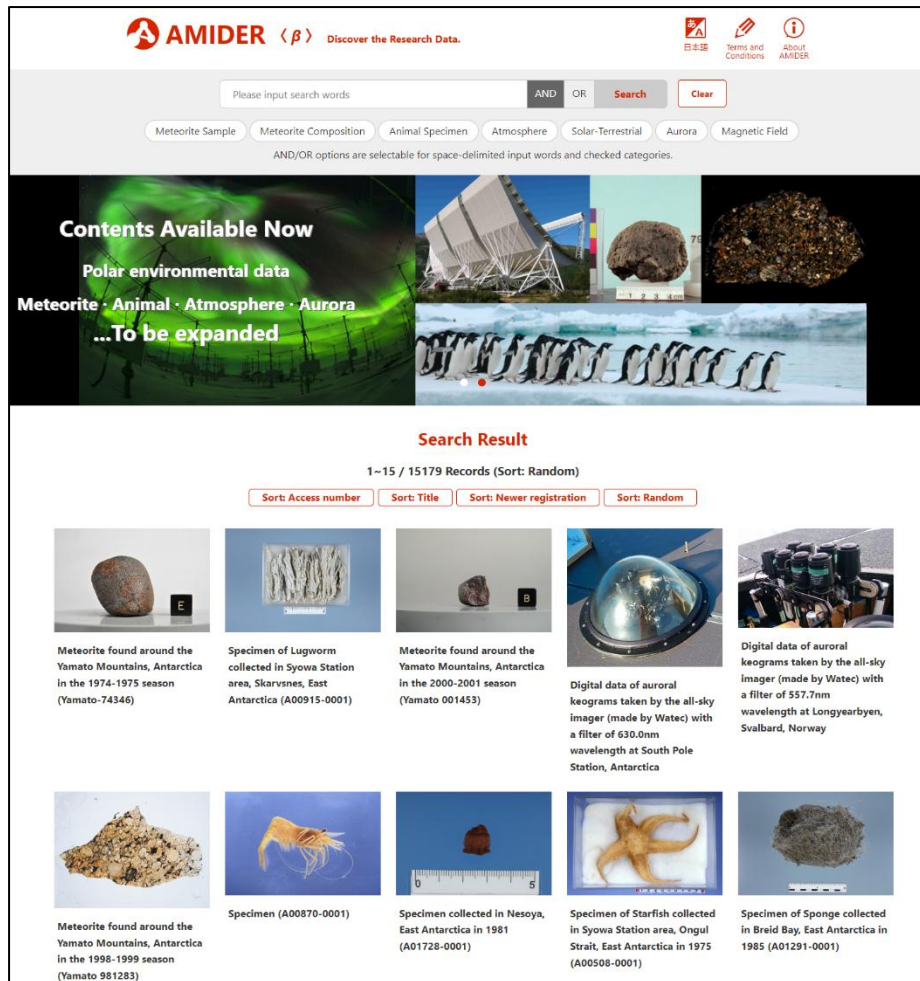 AMIDER 〈β〉 Discover the Research Data.
あ A
日本語
Terms and
Conditions
i
About
AMIDER
Please input search words
AND OR Search Clear
Meteorite Sample Meteorite Composition Animal Specimen Atmosphere Solar-Terrestrial Aurora Magnetic Field
AND/OR options are selectable for space-delimited input words and checked categories.
Contents Available Now
Polar environmental data
Meteorite · Animal · Atmosphere · Aurora
...To be expanded
79
1 2 3 4cm
Search Result
1~15 / 15179 Records (Sort: Random)
Sort: Access number Sort: Title Sort: Newer registration Sort: Random
E
Meteorite found around the
Yamato Mountains, Antarctica
in the 1974-1975 season
(Yamato-74346)
Specimen of Lugworm
collected in Syowa Station
area, Skarvsnes, East
Antarctica (A00915-0001)
B
Meteorite found around the
Yamato Mountains, Antarctica
in the 2000-2001 season
(Yamato 001453)
Digital data of auroral
keograms taken by the all-sky
imager (made by Watec) with
a filter of 630.0nm
wavelength at South Pole
Station, Antarctica
Digital data of auroral
keograms taken by the all-sky
imager (made by Watec) with
a filter of 557.7nm
wavelength at Longyearbyen,
Svalbard, Norway
Meteorite found around the
Yamato Mountains, Antarctica
in the 1998-1999 season
(Yamato 981283)
Specimen (A00870-0001)
0 5
Specimen collected in Nesoya,
East Antarctica in 1981
(A01728-0001)
Specimen of Starfish collected
in Syowa Station area, Ongul
Strait, East Antarctica in 1975
(A00508-0001)
Specimen of Sponge collected
in Breid Bay, East Antarctica in
1985 (A01291-0001)